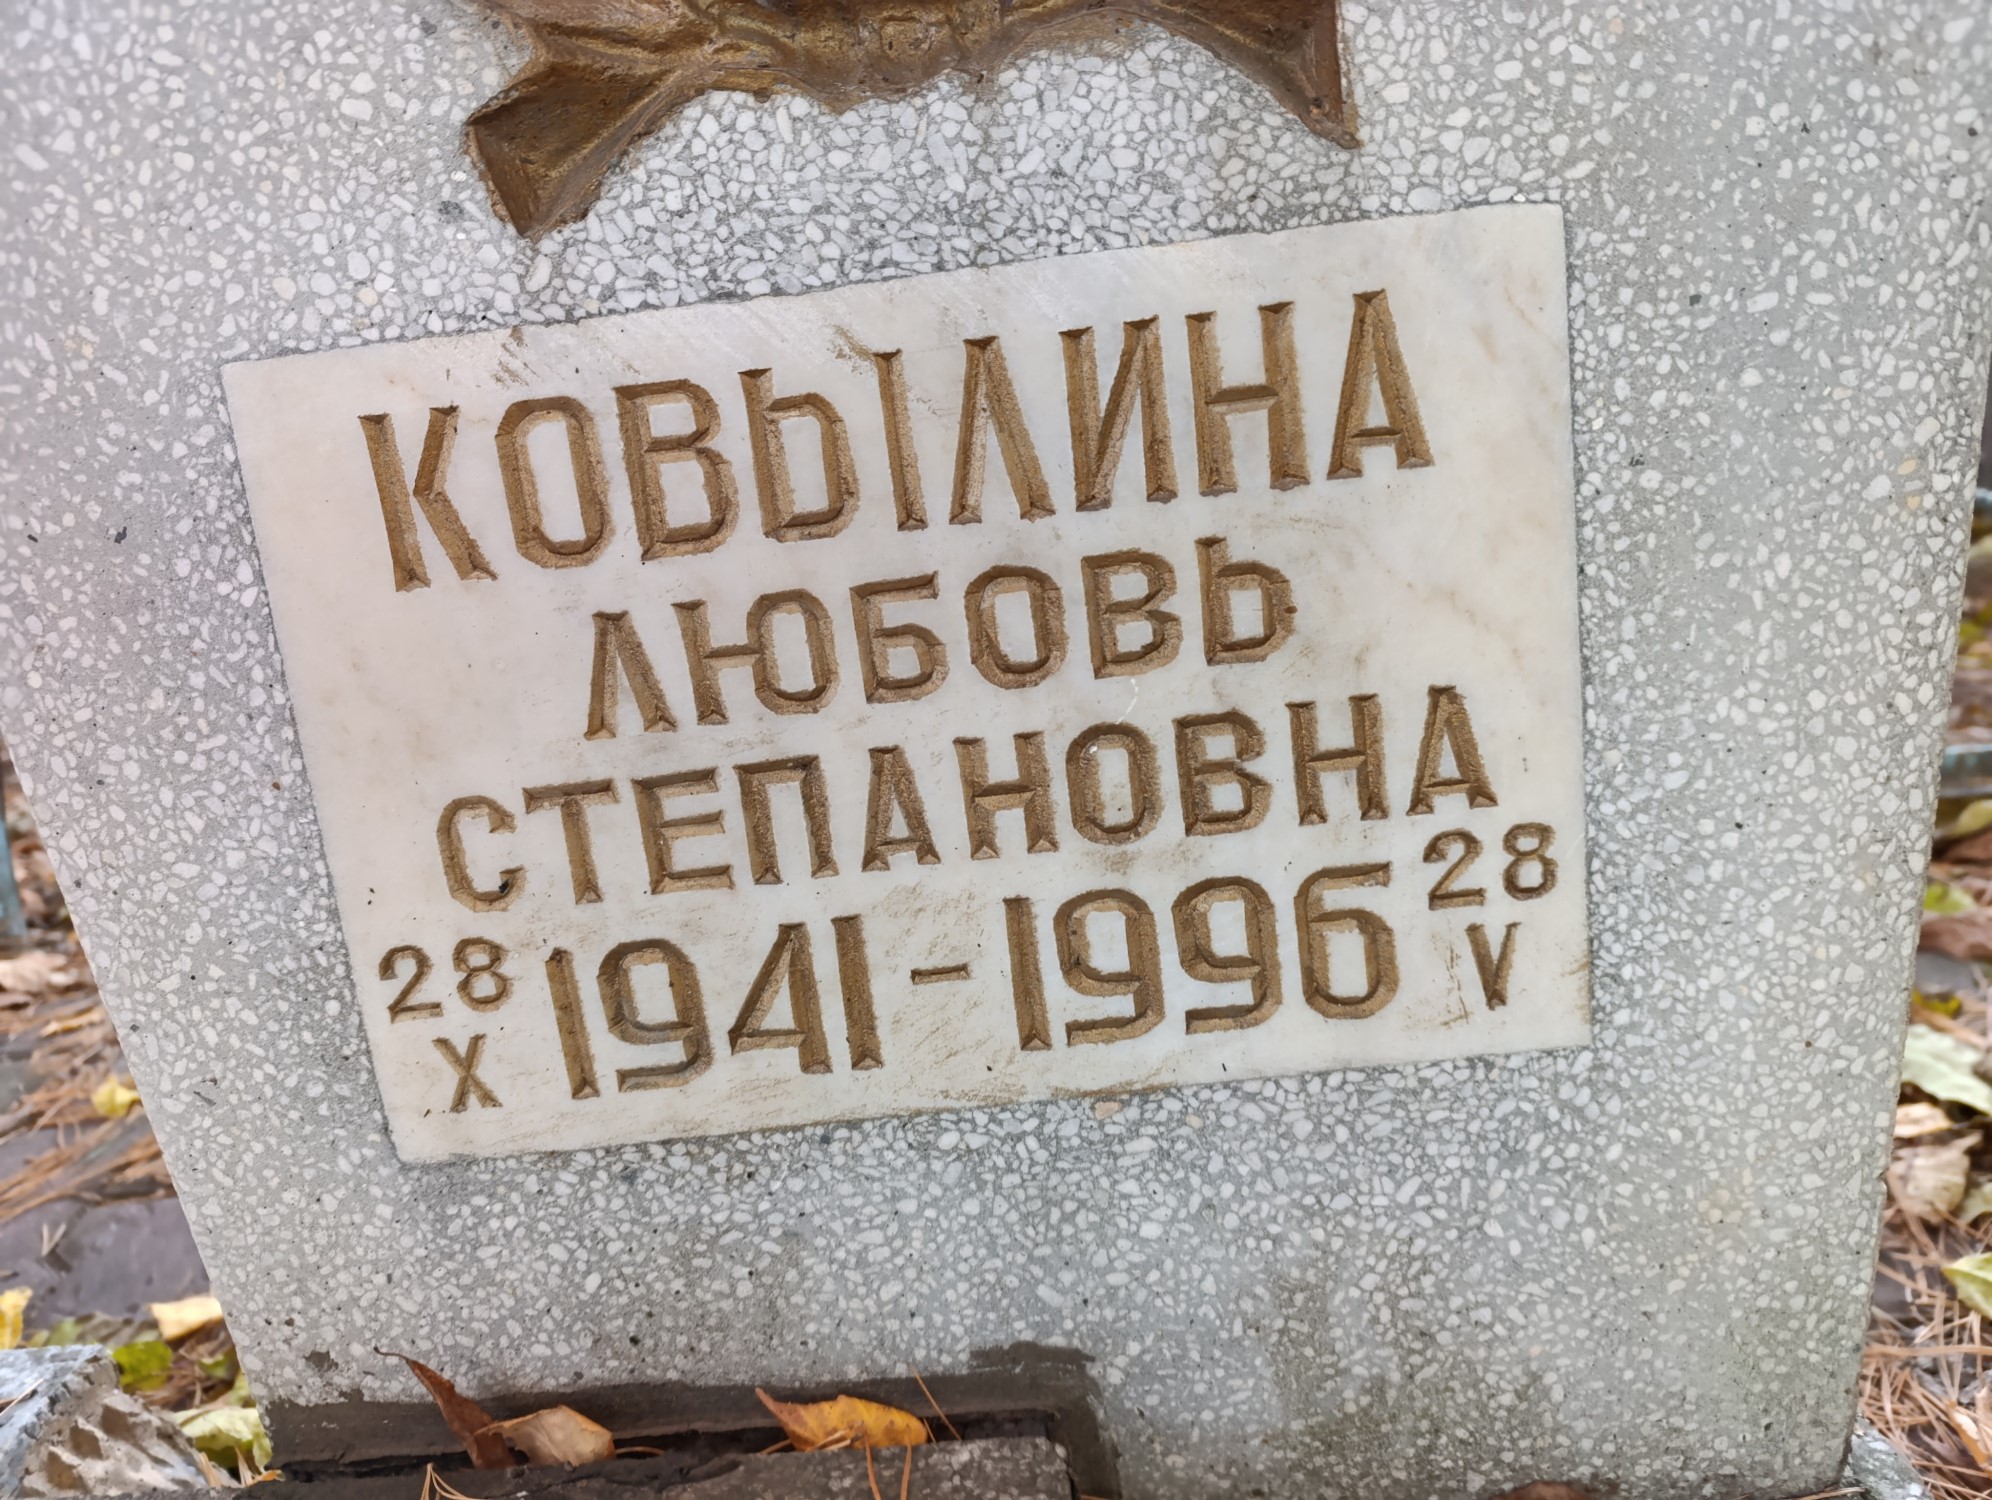 КОВЫЛИНА
ЛЮБОВЬ
СТЕПАНОВНА
28 X 1941 - 1996 28 V